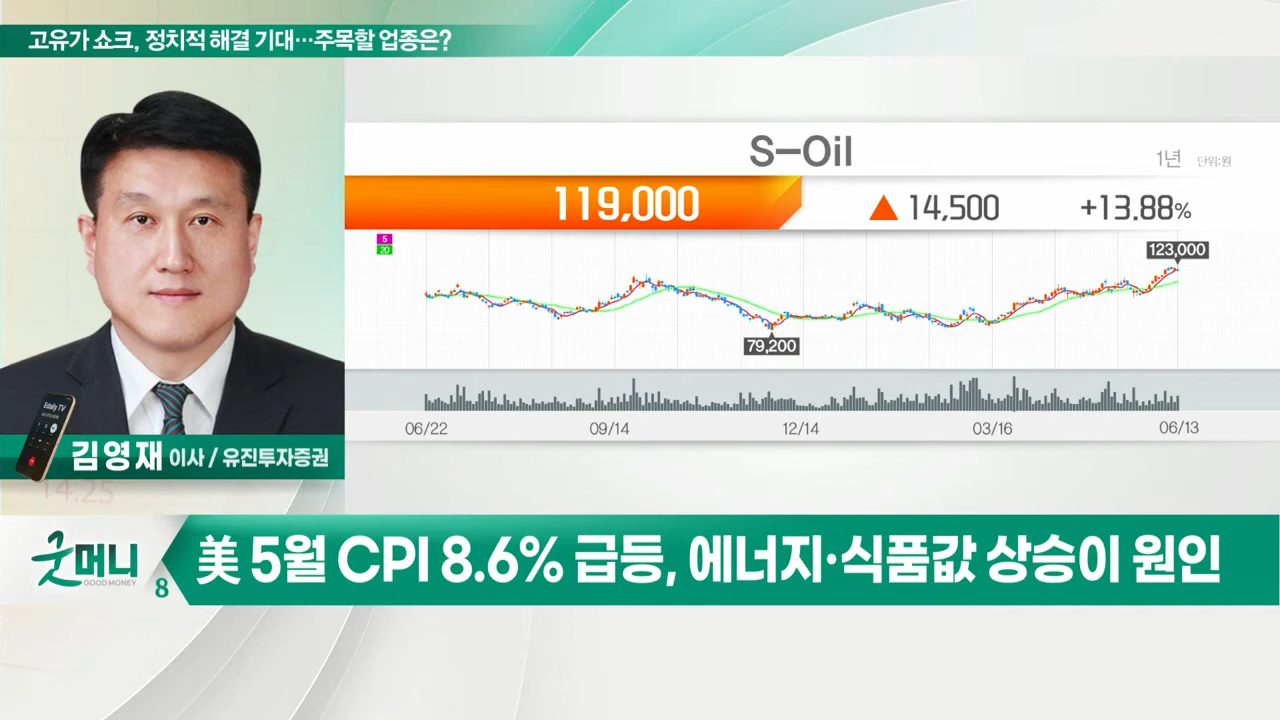 고유가 쇼크, 정치적 해결 기대…주목할 업종은?
S-Oil
1년 단위:원
119,000 ▲ 14,500 +13.88%
5
20
123,000
79,200
06/22 09/14 12/14 03/16 06/13
Edaily TV
김영재 이사 / 유진투자증권
14.25
굿머니
GOOD MONEY
8
美 5월 CPI 8.6% 급등, 에너지·식품값 상승이 원인